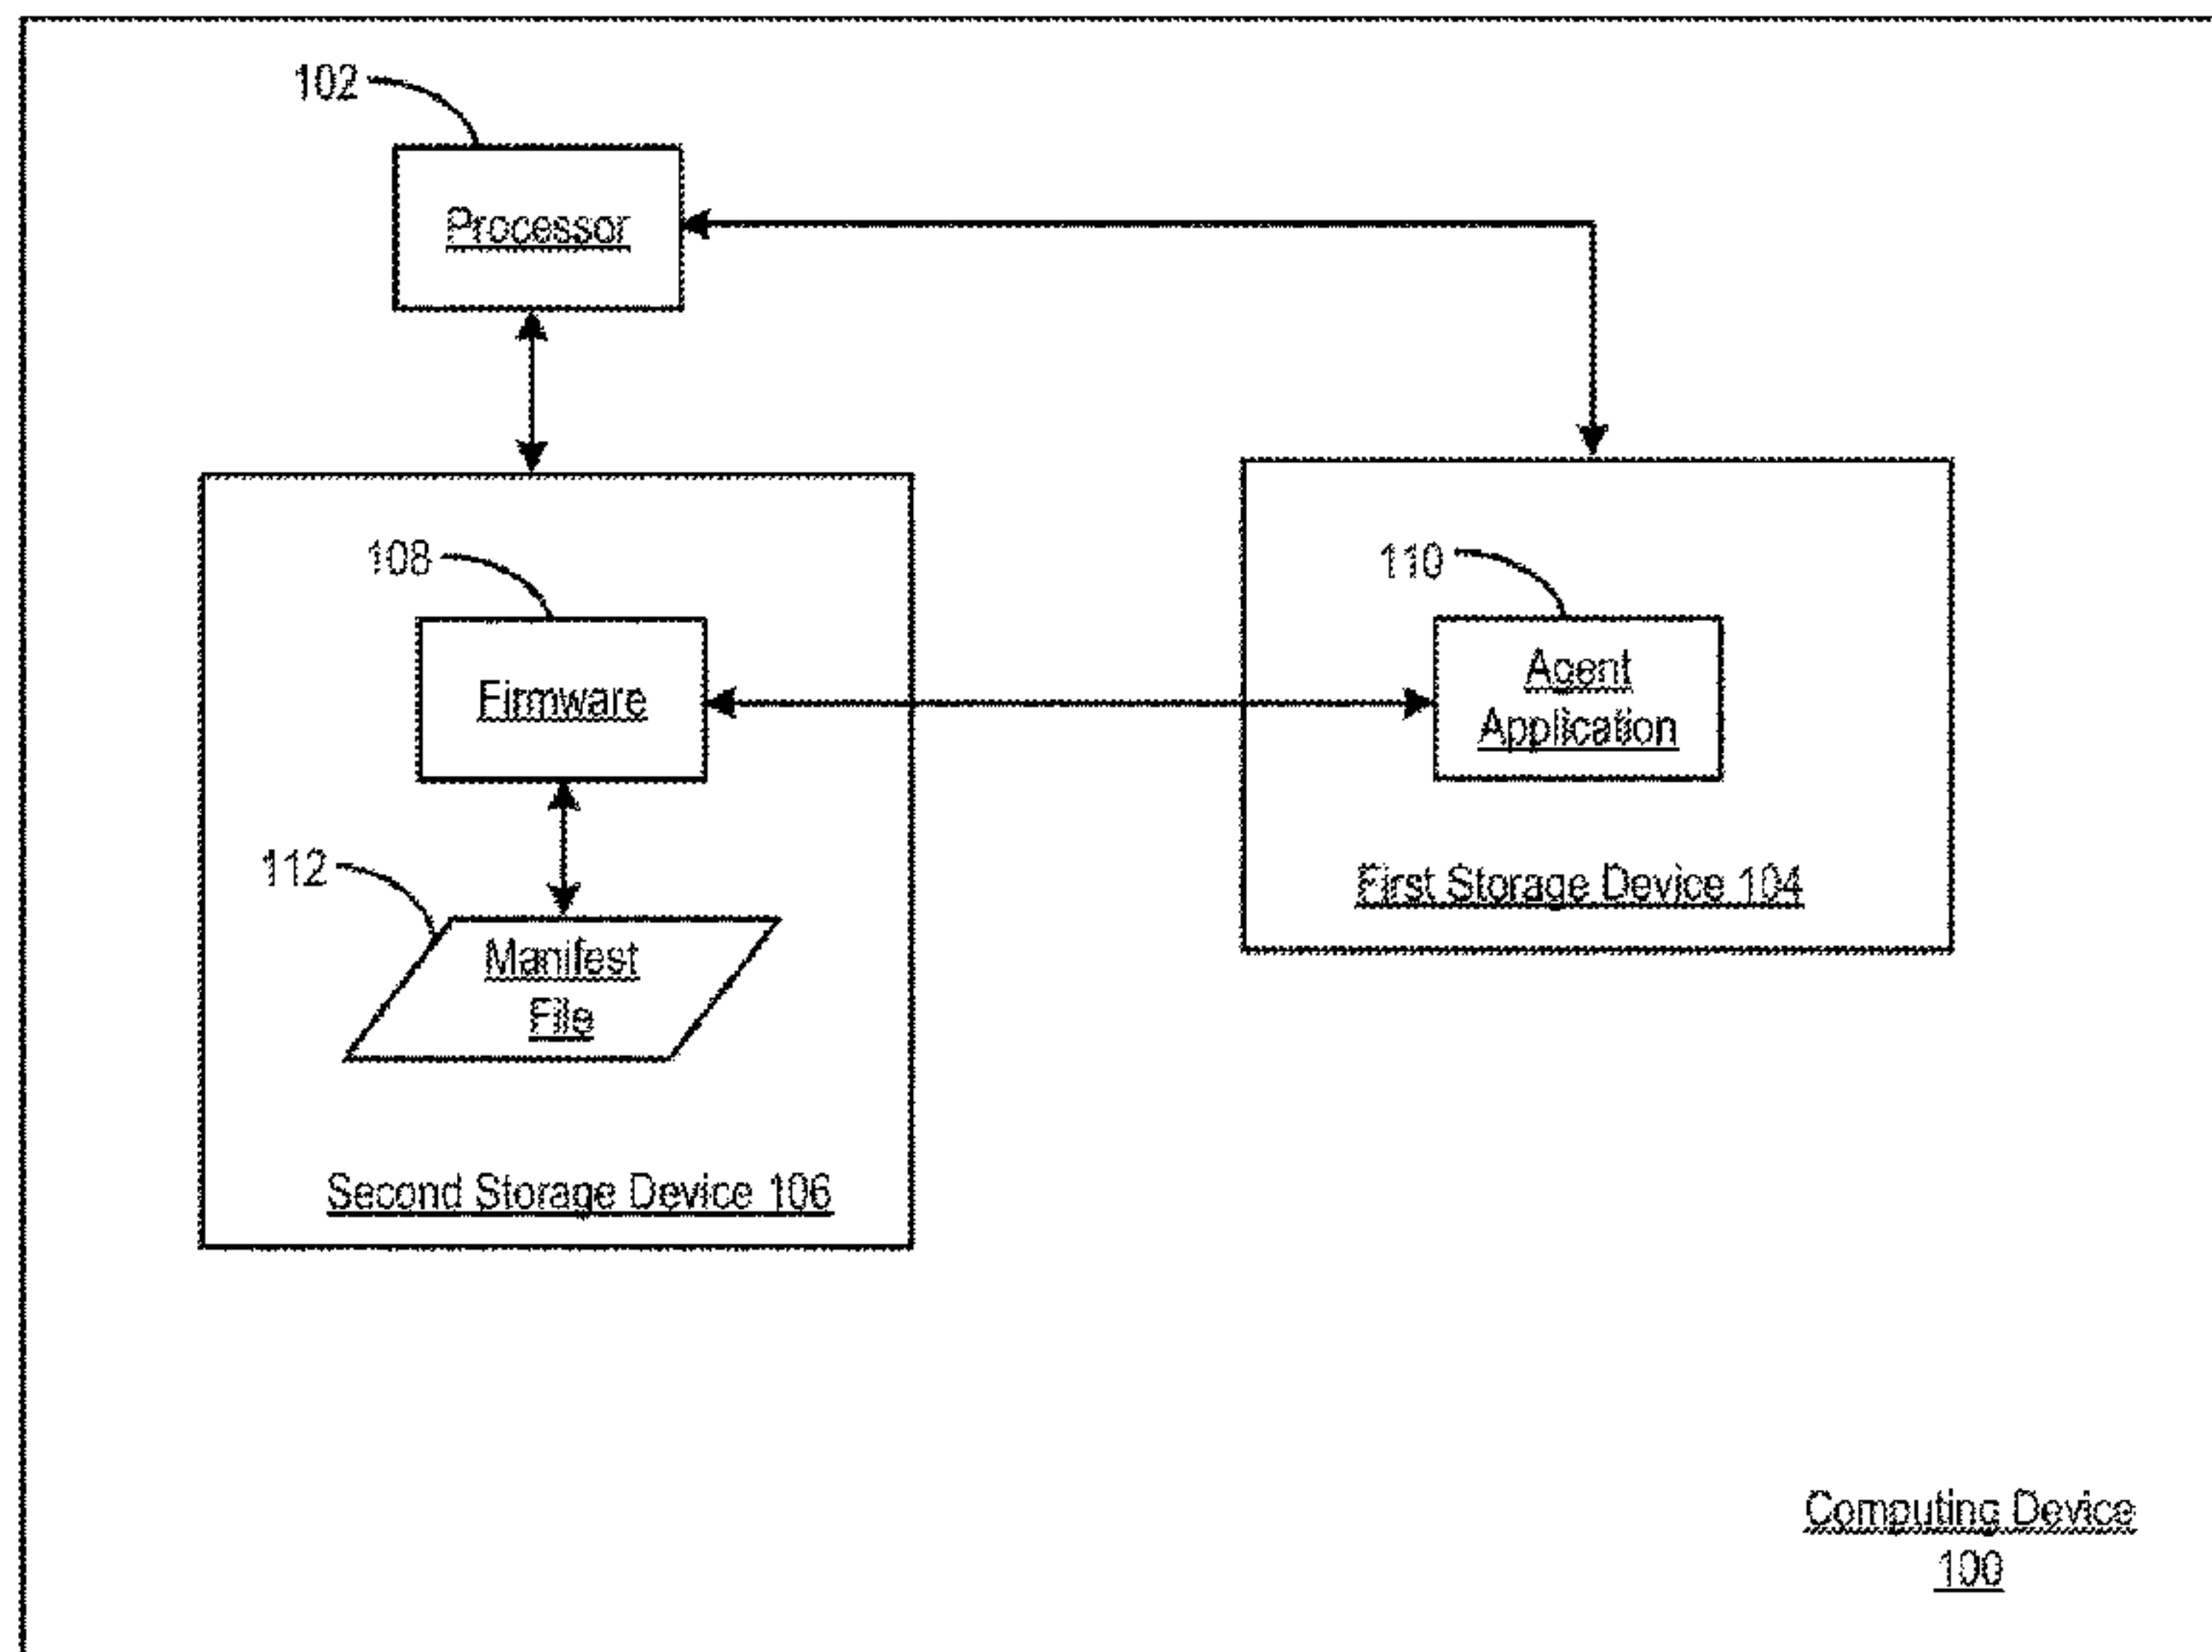 102
Processor
108
Firmware
110
Agent
Application
112
Manifest
File
First Storage Device 104
Second Storage Device 106
Computing Device
100